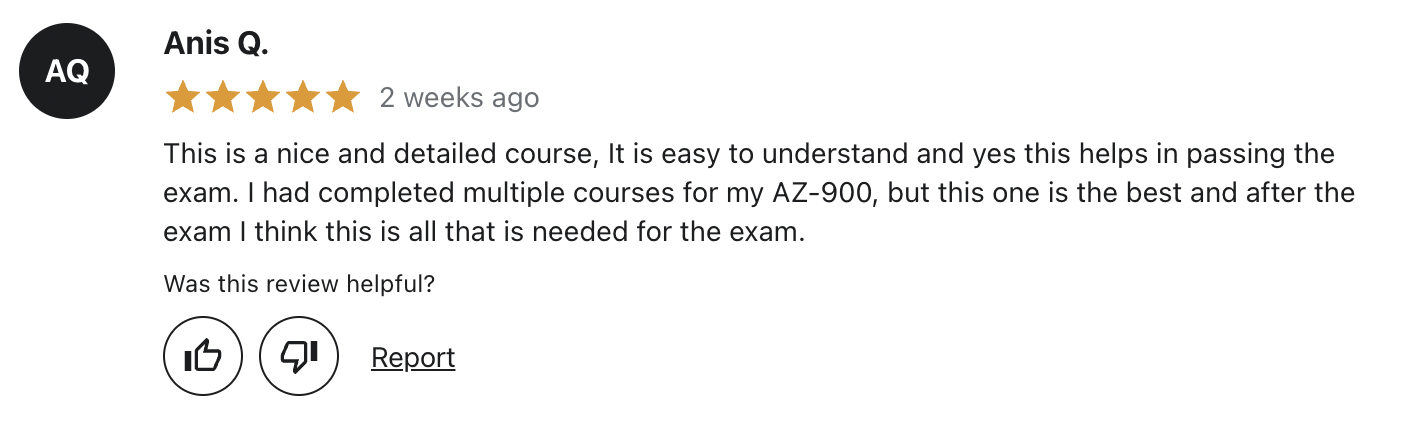 AQ
Anis Q.
2 weeks ago
This is a nice and detailed course, It is easy to understand and yes this helps in passing the
exam. I had completed multiple courses for my AZ-900, but this one is the best and after the
exam I think this is all that is needed for the exam.
Was this review helpful?
Report